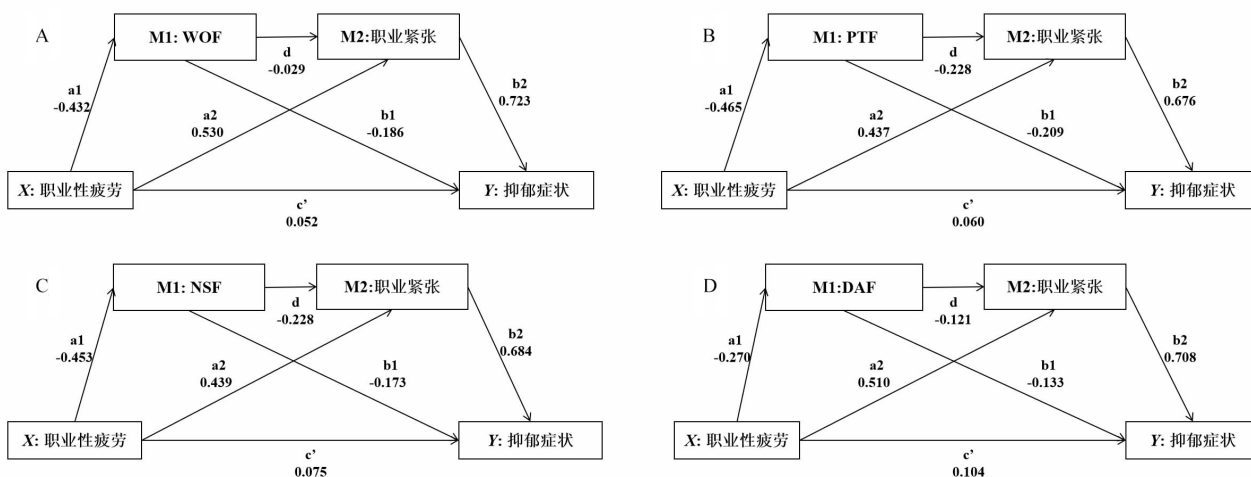 A
M1: WOF
d
-0.029
M2:职业紧张
a1
-0.432
a2
0.530
b1
-0.186
b2
0.723
X: 职业性疲劳
c’
0.052
Y: 抑郁症状
B
M1: PTF
d
-0.228
M2:职业紧张
a1
-0.465
a2
0.437
b1
-0.209
b2
0.676
X: 职业性疲劳
c’
0.060
Y: 抑郁症状
C
M1: NSF
d
-0.228
M2:职业紧张
a1
-0.453
a2
0.439
b1
-0.173
b2
0.684
X: 职业性疲劳
c’
0.075
Y: 抑郁症状
D
M1:DAF
d
-0.121
M2:职业紧张
a1
-0.270
a2
0.510
b1
-0.133
b2
0.708
X: 职业性疲劳
c’
0.104
Y: 抑郁症状